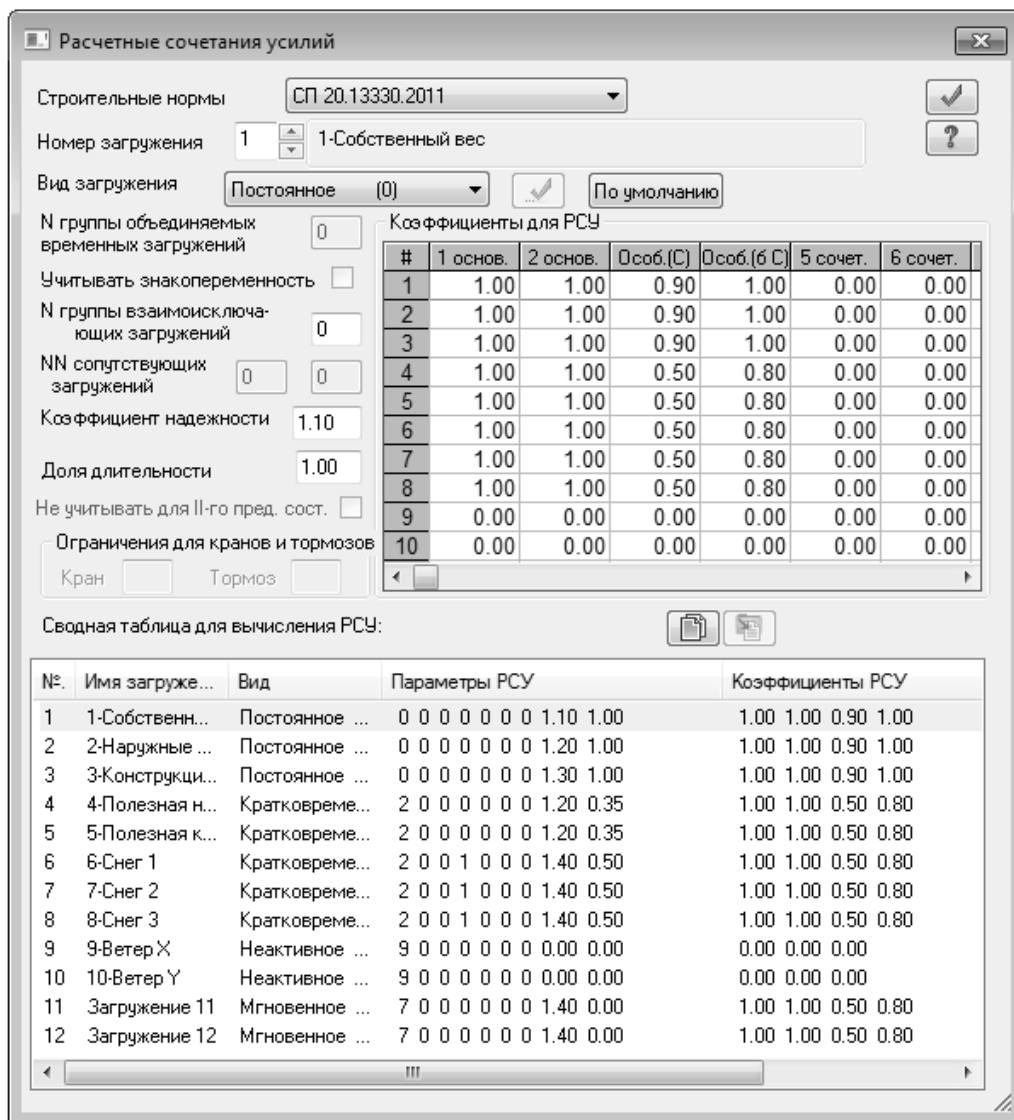 Расчетные сочетания усилий
Строительные нормы СП 20.13330.2011
Номер загружения 1 1-Собственный вес
Вид загружения Постоянное (0) По умолчанию
N группы объединяемых
временных загружений 0
Учитывать знакопеременность
N группы взаимоисключа-
ющих загружений 0
NN сопутствующих
загружений 0 0
Коэффициент надежности 1.10
Доля длительности 1.00
Не учитывать для II-го пред. сост.
Ограничения для кранов и тормозов
Кран Тормоз
Коэффициенты для РСУ
# 1 основ. 2 основ. Особ.(С) Особ.(б С) 5 сочет. 6 сочет.
1 1.00 1.00 0.90 1.00 0.00 0.00
2 1.00 1.00 0.90 1.00 0.00 0.00
3 1.00 1.00 0.90 1.00 0.00 0.00
4 1.00 1.00 0.50 0.80 0.00 0.00
5 1.00 1.00 0.50 0.80 0.00 0.00
6 1.00 1.00 0.50 0.80 0.00 0.00
7 1.00 1.00 0.50 0.80 0.00 0.00
8 1.00 1.00 0.50 0.80 0.00 0.00
9 0.00 0.00 0.00 0.00 0.00 0.00
10 0.00 0.00 0.00 0.00 0.00 0.00
Сводная таблица для вычисления РСУ:
№. Имя загруже... Вид Параметры РСУ Коэффициенты РСУ
1 1-Собственн... Постоянное ... 0 0 0 0 0 0 0 1.10 1.00 1.00 1.00 0.90 1.00
2 2-Наружные ... Постоянное ... 0 0 0 0 0 0 0 1.20 1.00 1.00 1.00 0.90 1.00
3 3-Конструкци... Постоянное ... 0 0 0 0 0 0 0 1.30 1.00 1.00 1.00 0.90 1.00
4 4-Полезная н... Кратковреме... 2 0 0 0 0 0 0 1.20 0.35 1.00 1.00 0.50 0.80
5 5-Полезная к... Кратковреме... 2 0 0 0 0 0 0 1.20 0.35 1.00 1.00 0.50 0.80
6 6-Снег 1 Кратковреме... 2 0 0 1 0 0 0 1.40 0.50 1.00 1.00 0.50 0.80
7 7-Снег 2 Кратковреме... 2 0 0 1 0 0 0 1.40 0.50 1.00 1.00 0.50 0.80
8 8-Снег 3 Кратковреме... 2 0 0 1 0 0 0 1.40 0.50 1.00 1.00 0.50 0.80
9 9-Ветер X Неактивное ... 9 0 0 0 0 0 0 0.00 0.00 0.00 0.00 0.00
10 10-Ветер Y Неактивное ... 9 0 0 0 0 0 0 0.00 0.00 0.00 0.00 0.00
11 Загружение 11 Мгновенное ... 7 0 0 0 0 0 0 1.40 0.00 1.00 1.00 0.50 0.80
12 Загружение 12 Мгновенное ... 7 0 0 0 0 0 0 1.40 0.00 1.00 1.00 0.50 0.80